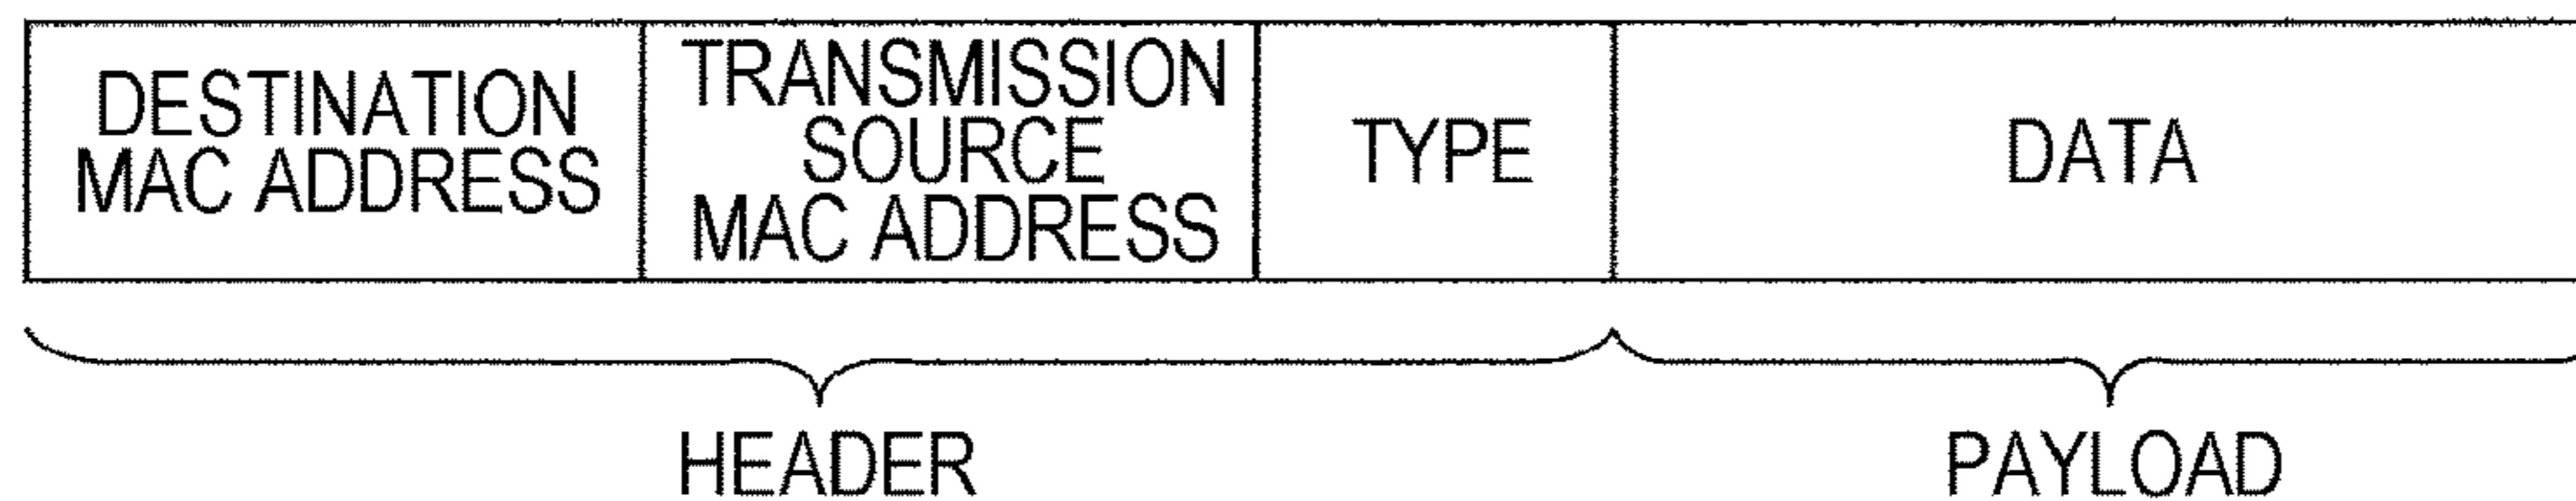 DESTINATION
MAC ADDRESS
TRANSMISSION
SOURCE
MAC ADDRESS
TYPE
DATA
HEADER
PAYLOAD